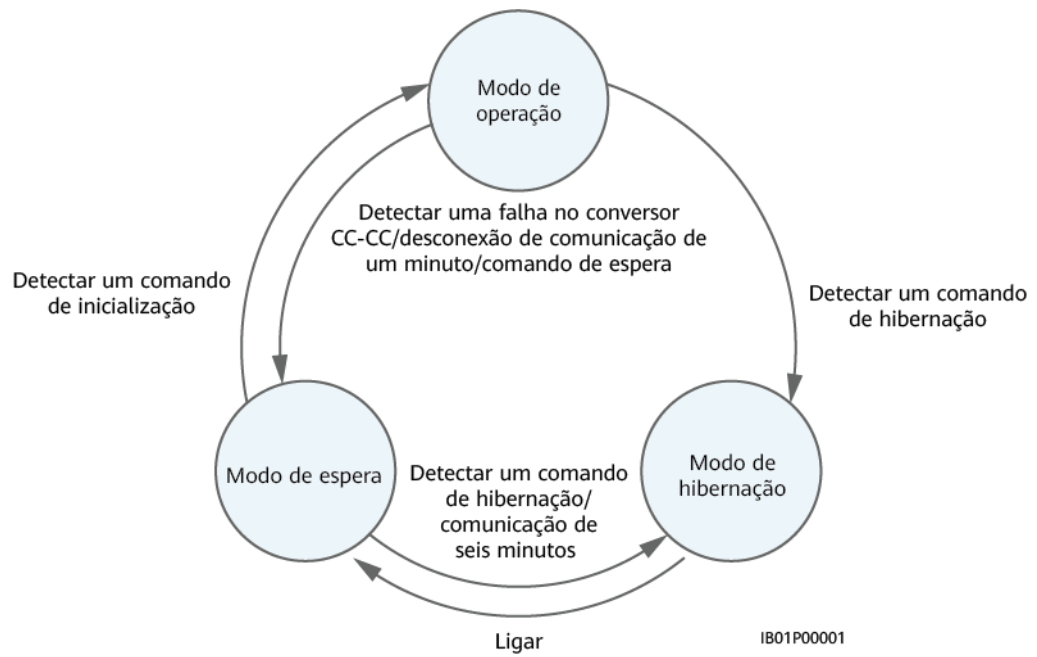 Modo de
operação
Detectar uma falha no conversor
CC-CC/desconexão de comunicação de
um minuto/comando de espera
Detectar um comando
de inicialização
Detectar um comando
de hibernação
Modo de espera
Detectar um comando
de hibernação/
comunicação de
seis minutos
Modo de
hibernação
Ligar
IB01P00001